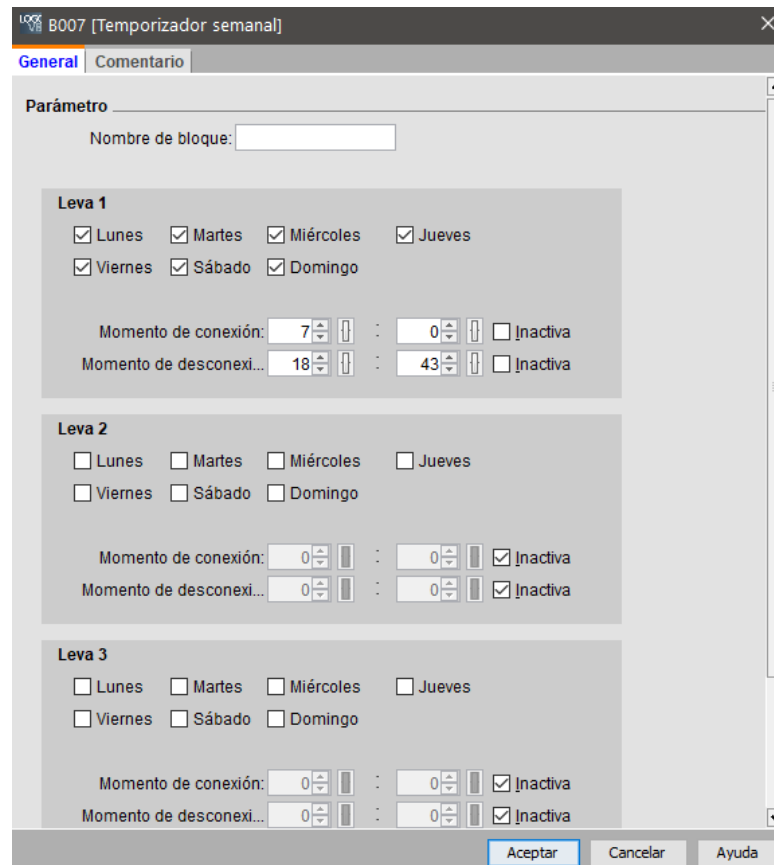 B007 [Temporizador semanal]
General Comentario
Parámetro
Nombre de bloque:
Leva 1
Lunes Martes Miércoles Jueves
Viernes Sábado Domingo
Momento de conexión: 7 : 0 Inactiva
Momento de desconexi... 18 : 43 Inactiva
Leva 2
Lunes Martes Miércoles Jueves
Viernes Sábado Domingo
Momento de conexión: 0 : 0 Inactiva
Momento de desconexi... 0 : 0 Inactiva
Leva 3
Lunes Martes Miércoles Jueves
Viernes Sábado Domingo
Momento de conexión: 0 : 0 Inactiva
Momento de desconexi... 0 : 0 Inactiva
Aceptar Cancelar Ayuda